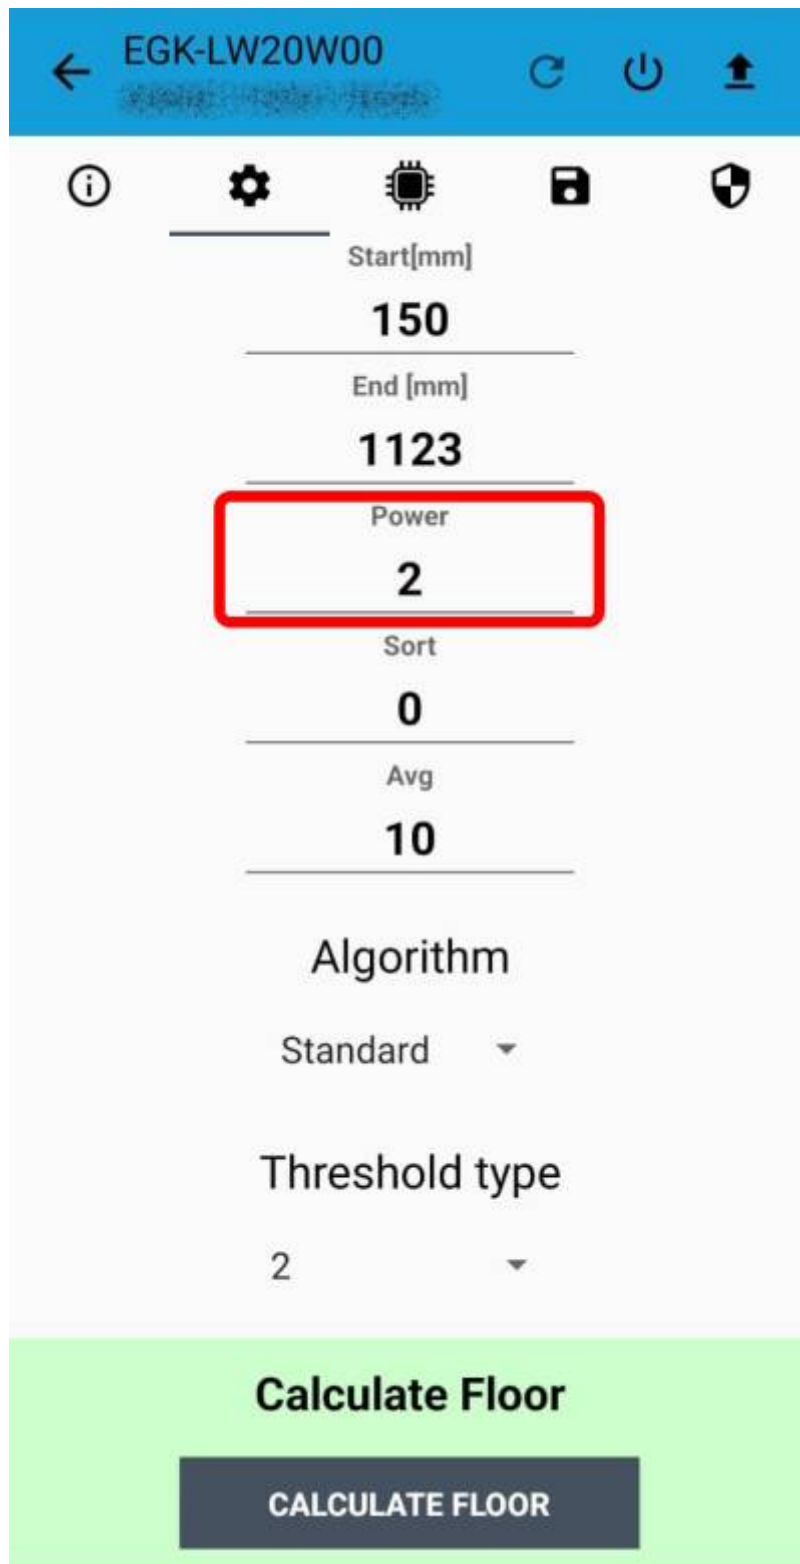 EGK-LW20W00
Start[mm]
150
End [mm]
1123
Power
2
Sort
0
Avg
10
Algorithm
Standard
Threshold type
2
Calculate Floor
CALCULATE FLOOR